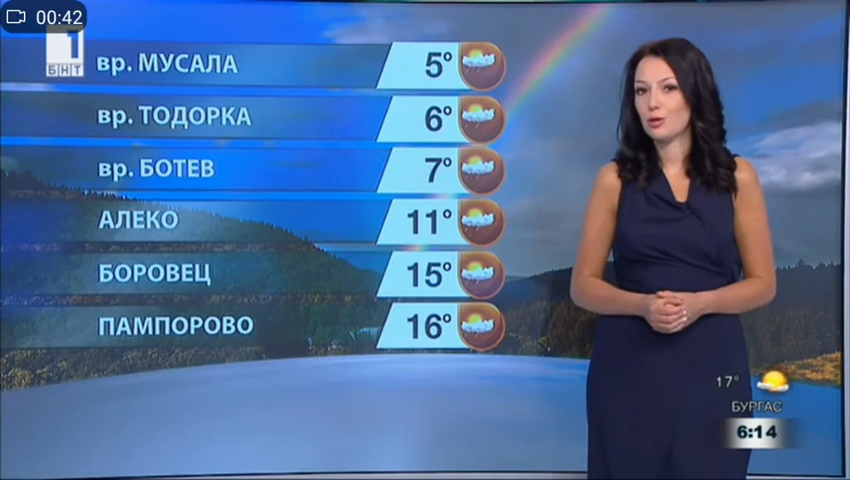 00:42
1
БНТ
вр. МУСАЛА 5°
вр. ТОДОРКА 6°
вр. БОТЕВ 7°
АЛЕКО 11°
БОРОВЕЦ 15°
ПАМПОРОВО 16°
17°
БУРГАС
6:14